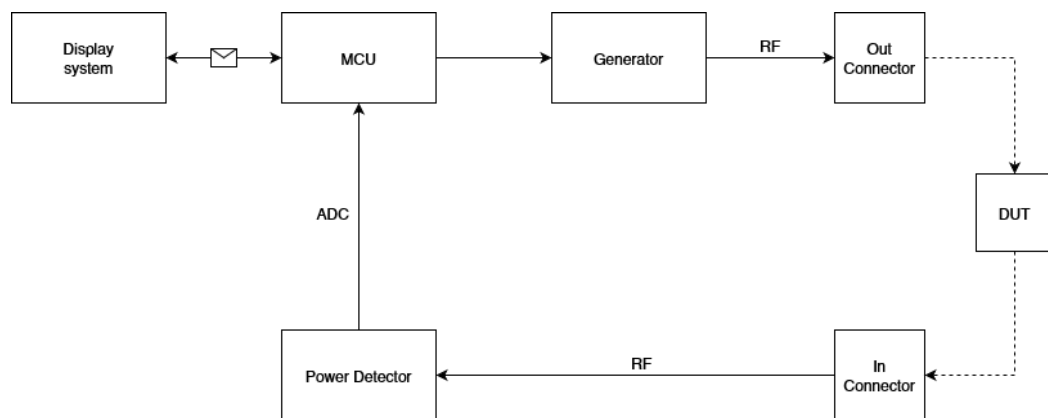 Display
system
MCU
Generator
RF
Out
Connector
DUT
ADC
Power Detector
RF
In
Connector